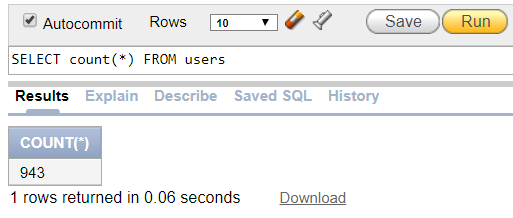 Autocommit Rows 10 Save Run
SELECT count(*) FROM users
Results Explain Describe Saved SQL History
COUNT(*)
943
1 rows returned in 0.06 seconds Download